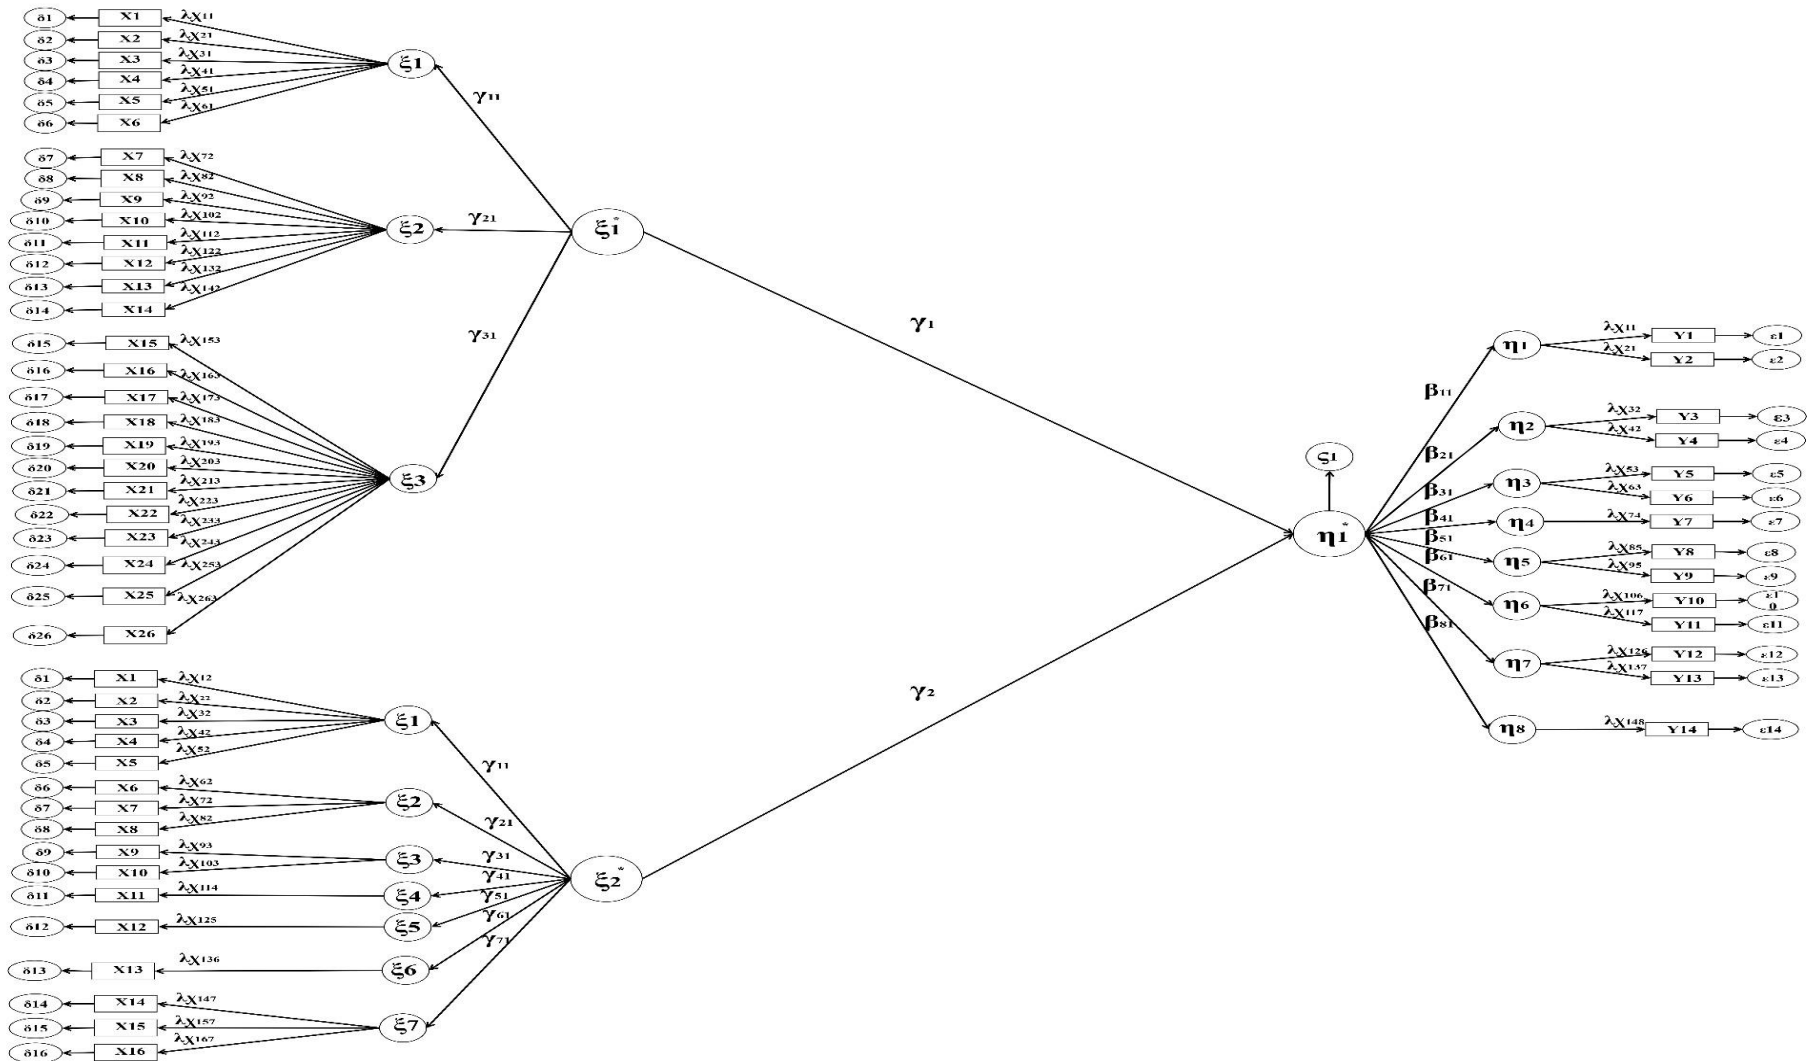 δ1 X1 λX11
δ2 X2 λX21
δ3 X3 λX31
δ4 X4 λX41
δ5 X5 λX51
δ6 X6 λX61
ξ1
γ11
δ7 X7 λX72
δ8 X8 λX82
δ9 X9 λX92
δ10 X10 λX102
δ11 X11 λX112
δ12 X12 λX122
δ13 X13 λX132
δ14 X14 λX142
ξ2
γ21
ξ1*
δ15 X15 λX153
δ16 X16 λX163
δ17 X17 λX173
δ18 X18 λX183
δ19 X19 λX193
δ20 X20 λX203
δ21 X21 λX213
δ22 X22 λX223
δ23 X23 λX233
δ24 X24 λX243
δ25 X25 λX253
δ26 X26 λX263
ξ3
γ31
γ1
δ1 X1 λX12
δ2 X2 λX22
δ3 X3 λX32
δ4 X4 λX42
δ5 X5 λX52
ξ1
γ11
δ6 X6 λX62
δ7 X7 λX72
δ8 X8 λX82
ξ2
γ21
δ9 X9 λX93
δ10 X10 λX103
ξ3
γ31
δ11 X11 λX114
ξ4
γ41
δ12 X12 λX125
ξ5
γ51
δ13 X13 λX136
ξ6
γ61
δ14 X14 λX147
δ15 X15 λX157
δ16 X16 λX167
ξ7
γ71
ξ2*
γ2
ς1
η1*
β11
η1
λX11 Y1 ε1
λX21 Y2 ε2
β21
η2
λX32 Y3 ε3
λX42 Y4 ε4
β31
η3
λX53 Y5 ε5
λX63 Y6 ε6
β41
η4
λX74 Y7 ε7
β51
η5
λX85 Y8 ε8
λX95 Y9 ε9
β61
η6
λX106 Y10 ε10
λX117 Y11 ε11
β71
η7
λX126 Y12 ε12
λX137 Y13 ε13
β81
η8
λX148 Y14 ε14